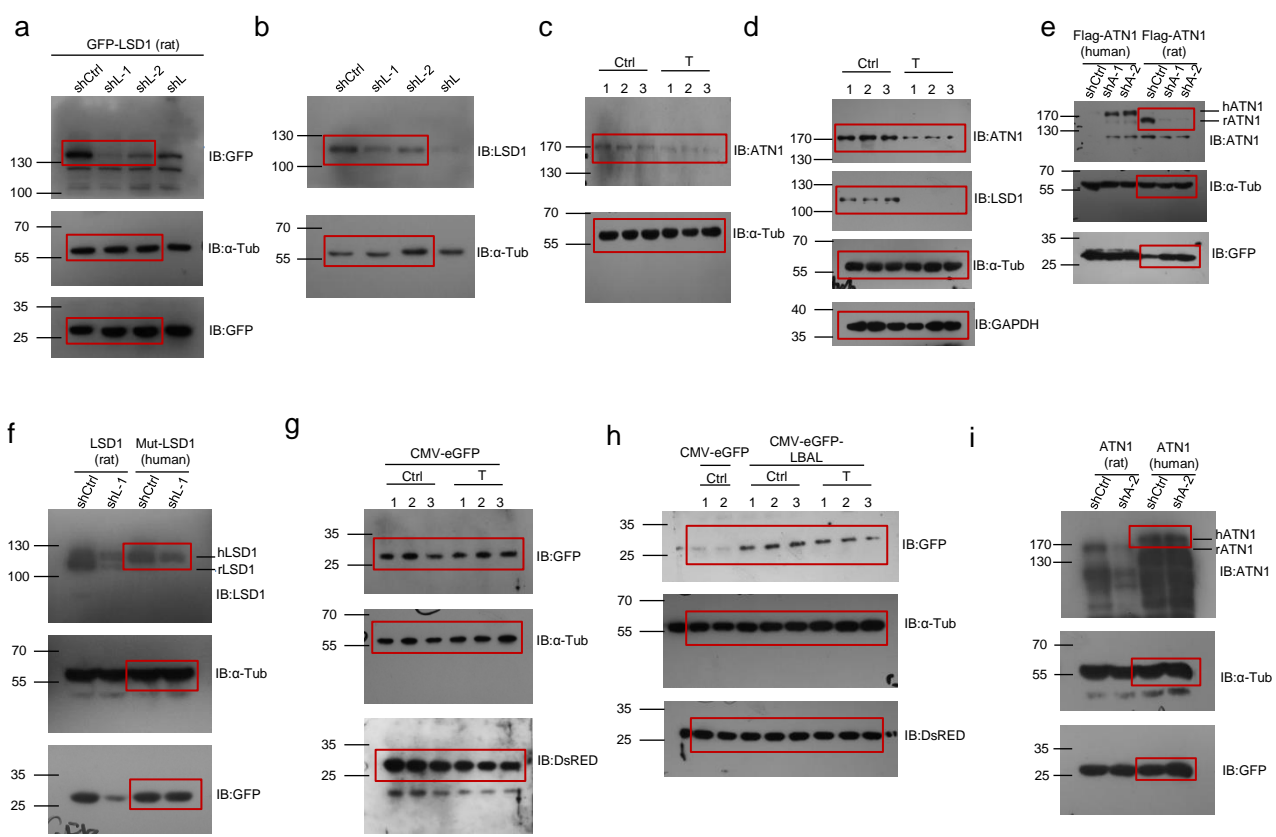 a
GFP-LSD1 (rat)
shCtrl shL-1 shL-2 shL
130
100
IB:GFP
70
55
IB:α-Tub
35
25
IB:GFP
b
shCtrl shL-1 shL-2 shL
130
100
IB:LSD1
70
55
IB:α-Tub
c
Ctrl T
1 2 3 1 2 3
170
130
IB:ATN1
60
55
IB:α-Tub
d
Ctrl T
1 2 3 1 2 3
170
130
IB:ATN1
130
100
IB:LSD1
70
55
IB:α-Tub
40
35
IB:GAPDH
e
Flag-ATN1 Flag-ATN1
(human) (rat)
shCtrl shA-1 shA-2 shCtrl shA-1 shA-2
170
130
hATN1
rATN1
IB:ATN1
70
55
IB:α-Tub
35
25
IB:GFP
f
LSD1 Mut-LSD1
(rat) (human)
shCtrl shL-1 shCtrl shL-1
130
100
hLSD1
rLSD1
IB:LSD1
70
55
IB:α-Tub
35
25
IB:GFP
g
CMV-eGFP
Ctrl T
1 2 3 1 2 3
35
25
IB:GFP
70
55
IB:α-Tub
35
25
IB:DsRED
h
CMV-eGFP CMV-eGFP-
LBAL
Ctrl Ctrl T
1 2 1 2 3 1 2 3
35
25
IB:GFP
70
55
IB:α-Tub
35
25
IB:DsRED
i
ATN1 ATN1
(rat) (human)
shCtrl shA-2 shCtrl shA-2
170
130
hATN1
rATN1
IB:ATN1
70
55
IB:α-Tub
35
25
IB:GFP